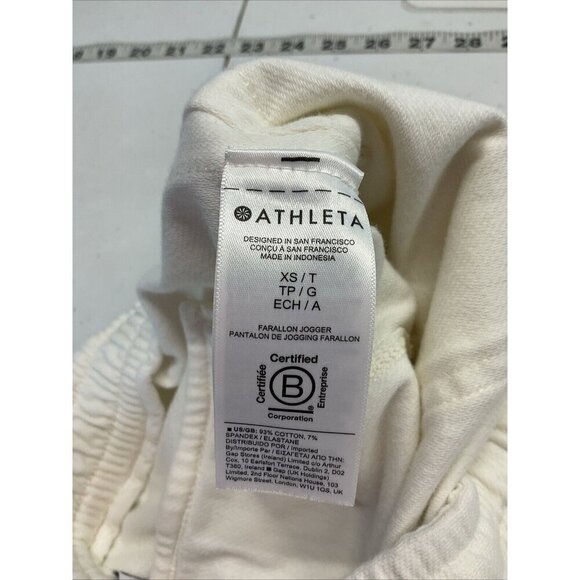 19 20 21 22 23 24 25 26 27 28 2
ATHLETA
DESIGNED IN SAN FRANCISCO
CONÇU À SAN FRANCISCO
MADE IN INDONESIA
XS / T
TP / G
ECH / A
FARALLON JOGGER
PANTALON DE JOGGING FARALLON
Certified
Certifiée
B
®
Entreprise
Corporation
■ US/GB: 93% COTTON, 7%
SPANDEX / ELASTANE
DISTRIBUIDO POR / Imported
By/Importe Par / ΕΙΣΑΓΕΤΑΙ ΑΠΟ ΤΗΝ:
Gap Stores (Ireland) Limited c/o Arthur
Cox, 10 Earlsfort Terrace, Dublin 2, D02
T380, Ireland ■ Gap (UK Holdings)
Limited, 2nd Floor Nations House, 103
Wigmore Street, London, W1U 1QS, UK